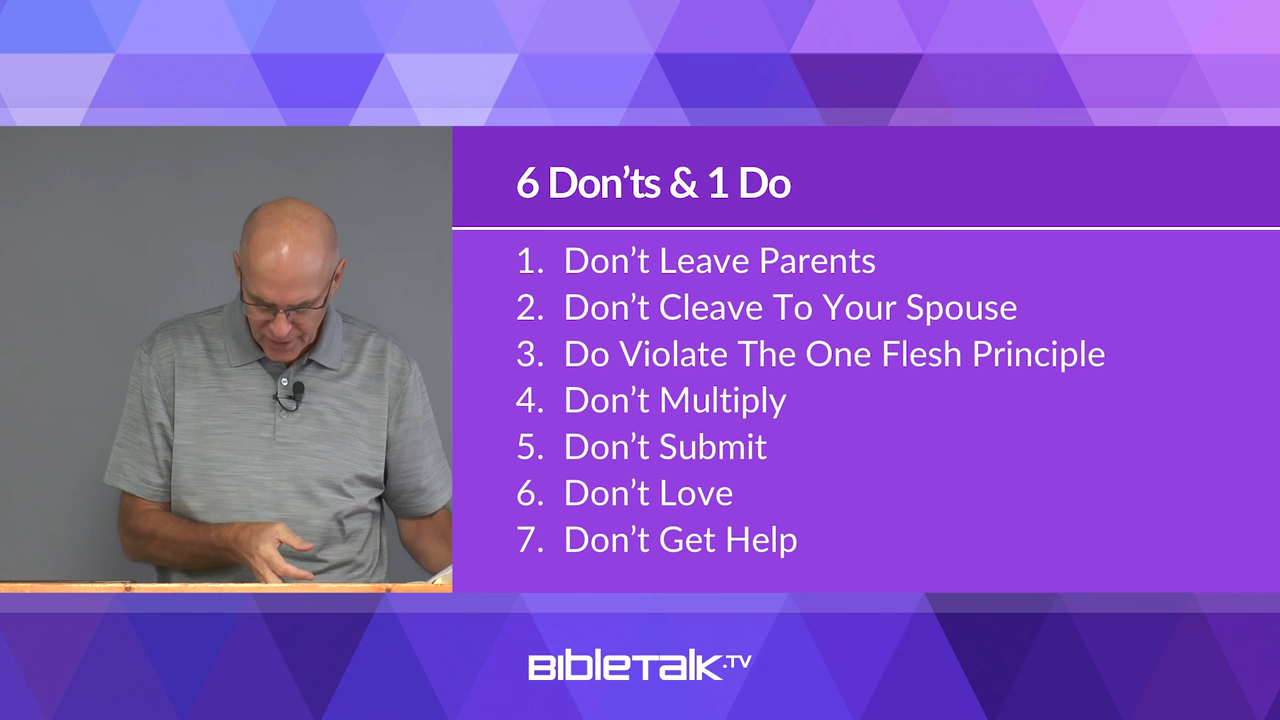 6 Don'ts & 1 Do
1. Don't Leave Parents
2. Don't Cleave To Your Spouse
3. Do Violate The One Flesh Principle
4. Don't Multiply
5. Don't Submit
6. Don't Love
7. Don't Get Help
BIBLETALK.TV